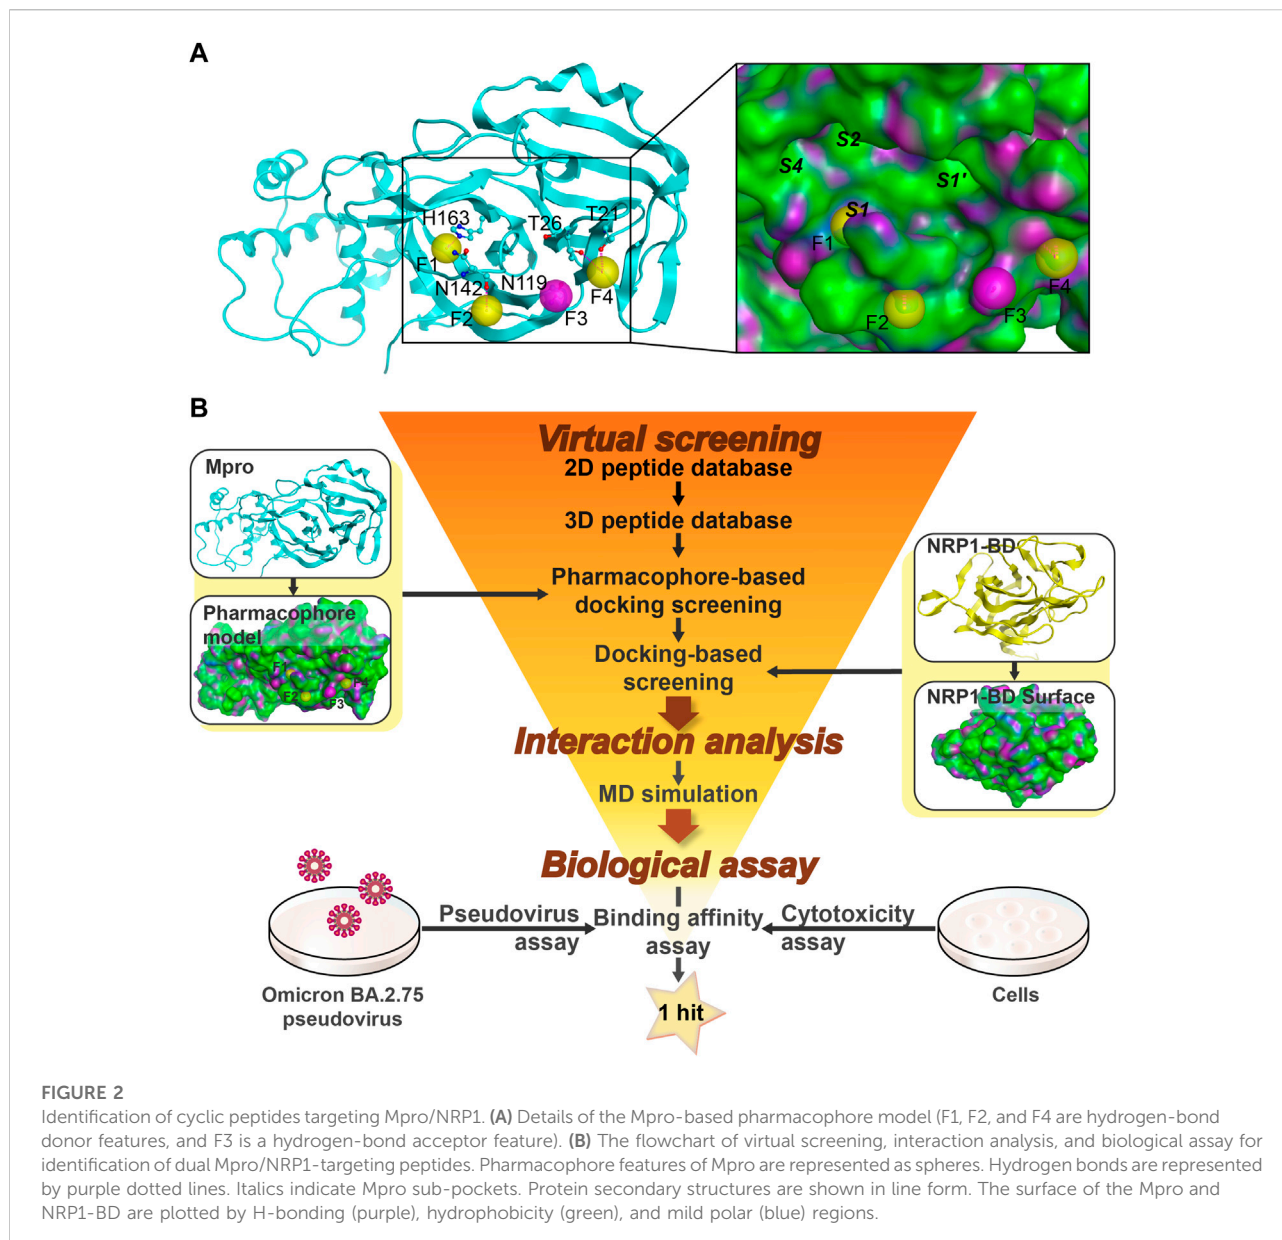 A
H163
T26
T21
F1
N142
N119
F2
F3
F4
S2
S4
S1'
S1
F1
F2
F3
F4
B
Virtual screening
2D peptide database
3D peptide database
Pharmacophore-based
docking screening
Docking-based
screening
Interaction analysis
MD simulation
Biological assay
Mpro
Pharmacophore
model
F1
F2
F3
F4
NRP1-BD
NRP1-BD Surface
Pseudovirus
assay
Binding affinity
assay
Cytotoxicity
assay
Omicron BA.2.75
pseudovirus
1 hit
Cells
FIGURE 2
Identification of cyclic peptides targeting Mpro/NRP1. (A) Details of the Mpro-based pharmacophore model (F1, F2, and F4 are hydrogen-bond
donor features, and F3 is a hydrogen-bond acceptor feature). (B) The flowchart of virtual screening, interaction analysis, and biological assay for
identification of dual Mpro/NRP1-targeting peptides. Pharmacophore features of Mpro are represented as spheres. Hydrogen bonds are represented
by purple dotted lines. Italics indicate Mpro sub-pockets. Protein secondary structures are shown in line form. The surface of the Mpro and
NRP1-BD are plotted by H-bonding (purple), hydrophobicity (green), and mild polar (blue) regions.